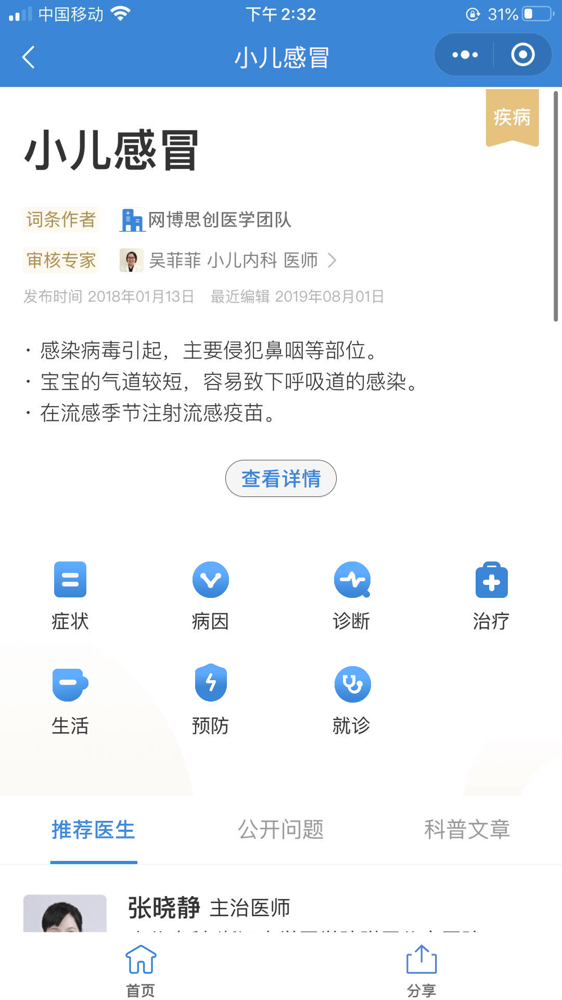 中国移动 下午 2:32 31%
小儿感冒
疾病
小儿感冒
词条作者 网博思创医学团队
审核专家 吴菲菲 小儿内科 医师
发布时间 2018年01月13日 最近编辑 2019年08月01日
· 感染病毒引起，主要侵犯鼻咽等部位。
· 宝宝的气道较短，容易致下呼吸道的感染。
· 在流感季节注射流感疫苗。
查看详情
症状 病因 诊断 治疗
生活 预防 就诊
推荐医生 公开问题 科普文章
张晓静 主治医师
首页 分享